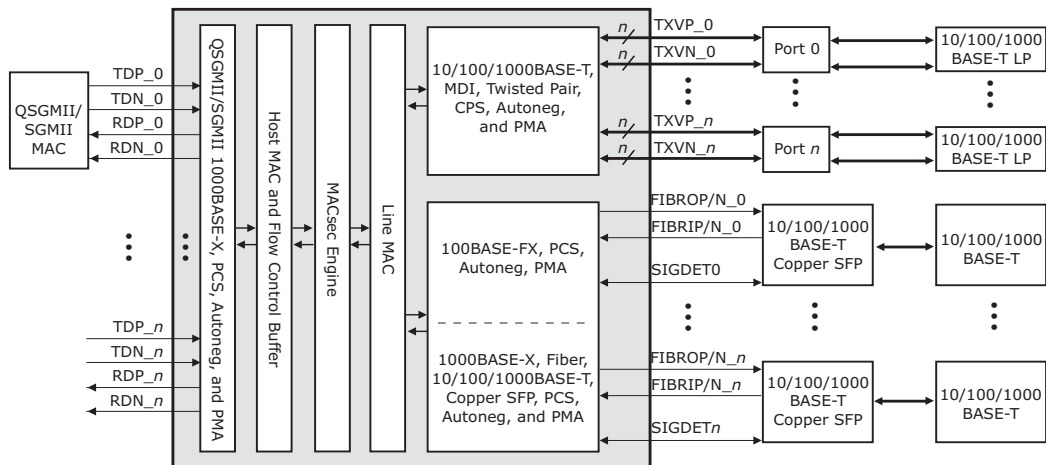 QSGMII/
SGMII
MAC
TDP_0
TDN_0
RDP_0
RDN_0
TDP_n
TDN_n
RDP_n
RDN_n
QSGMII/SGMII 1000BASE-X, PCS, Autoneg, and PMA
Host MAC and Flow Control Buffer
MACsec Engine
Line MAC
10/100/1000BASE-T,
MDI, Twisted Pair,
CPS, Autoneg,
and PMA
100BASE-FX, PCS,
Autoneg, PMA
1000BASE-X, Fiber,
10/100/1000BASE-T,
Copper SFP, PCS,
Autoneg, and PMA
n
TXVP_0
n
TXVN_0
n
TXVP_n
n
TXVN_n
Port 0
Port n
10/100/1000
BASE-T LP
10/100/1000
BASE-T LP
FIBROP/N_0
FIBRIP/N_0
SIGDET0
10/100/1000
BASE-T
Copper SFP
10/100/1000
BASE-T
FIBROP/N_n
FIBRIP/N_n
SIGDETn
10/100/1000
BASE-T
Copper SFP
10/100/1000
BASE-T